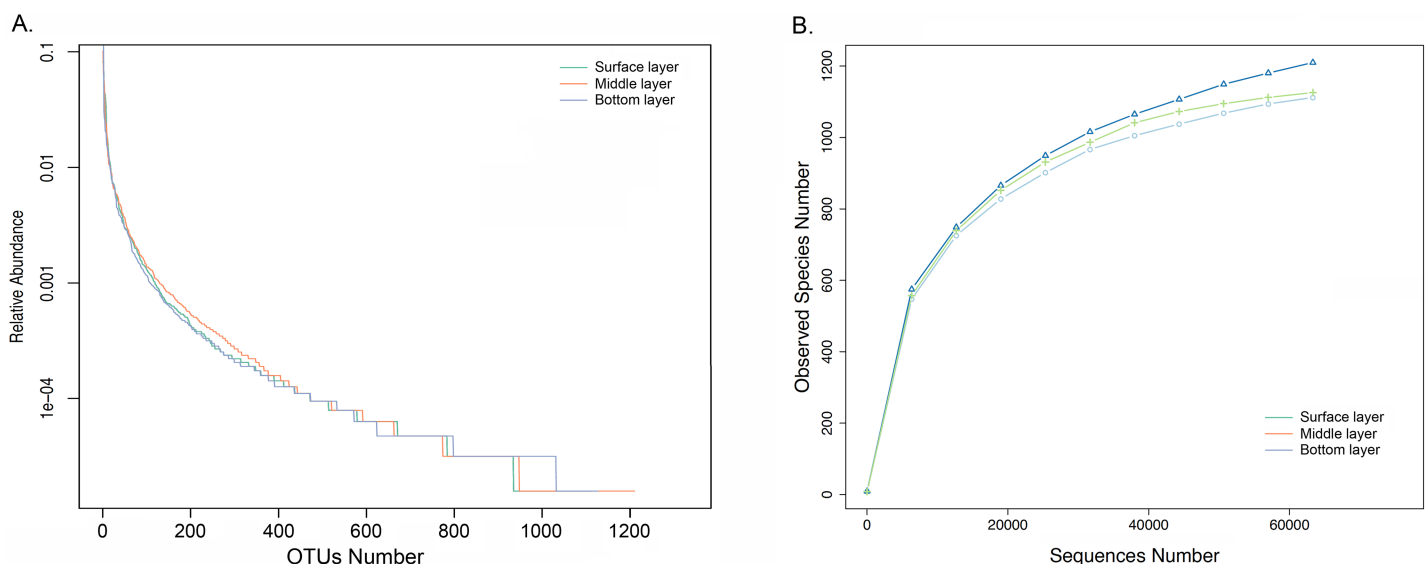 A.
Relative Abundance
0.1
0.01
0.001
1e−04
Surface layer
Middle layer
Bottom layer
0 200 400 600 800 1000 1200
OTUs Number
B.
Observed Species Number
1200
1000
800
600
400
200
0
Surface layer
Middle layer
Bottom layer
0 20000 40000 60000
Sequences Number